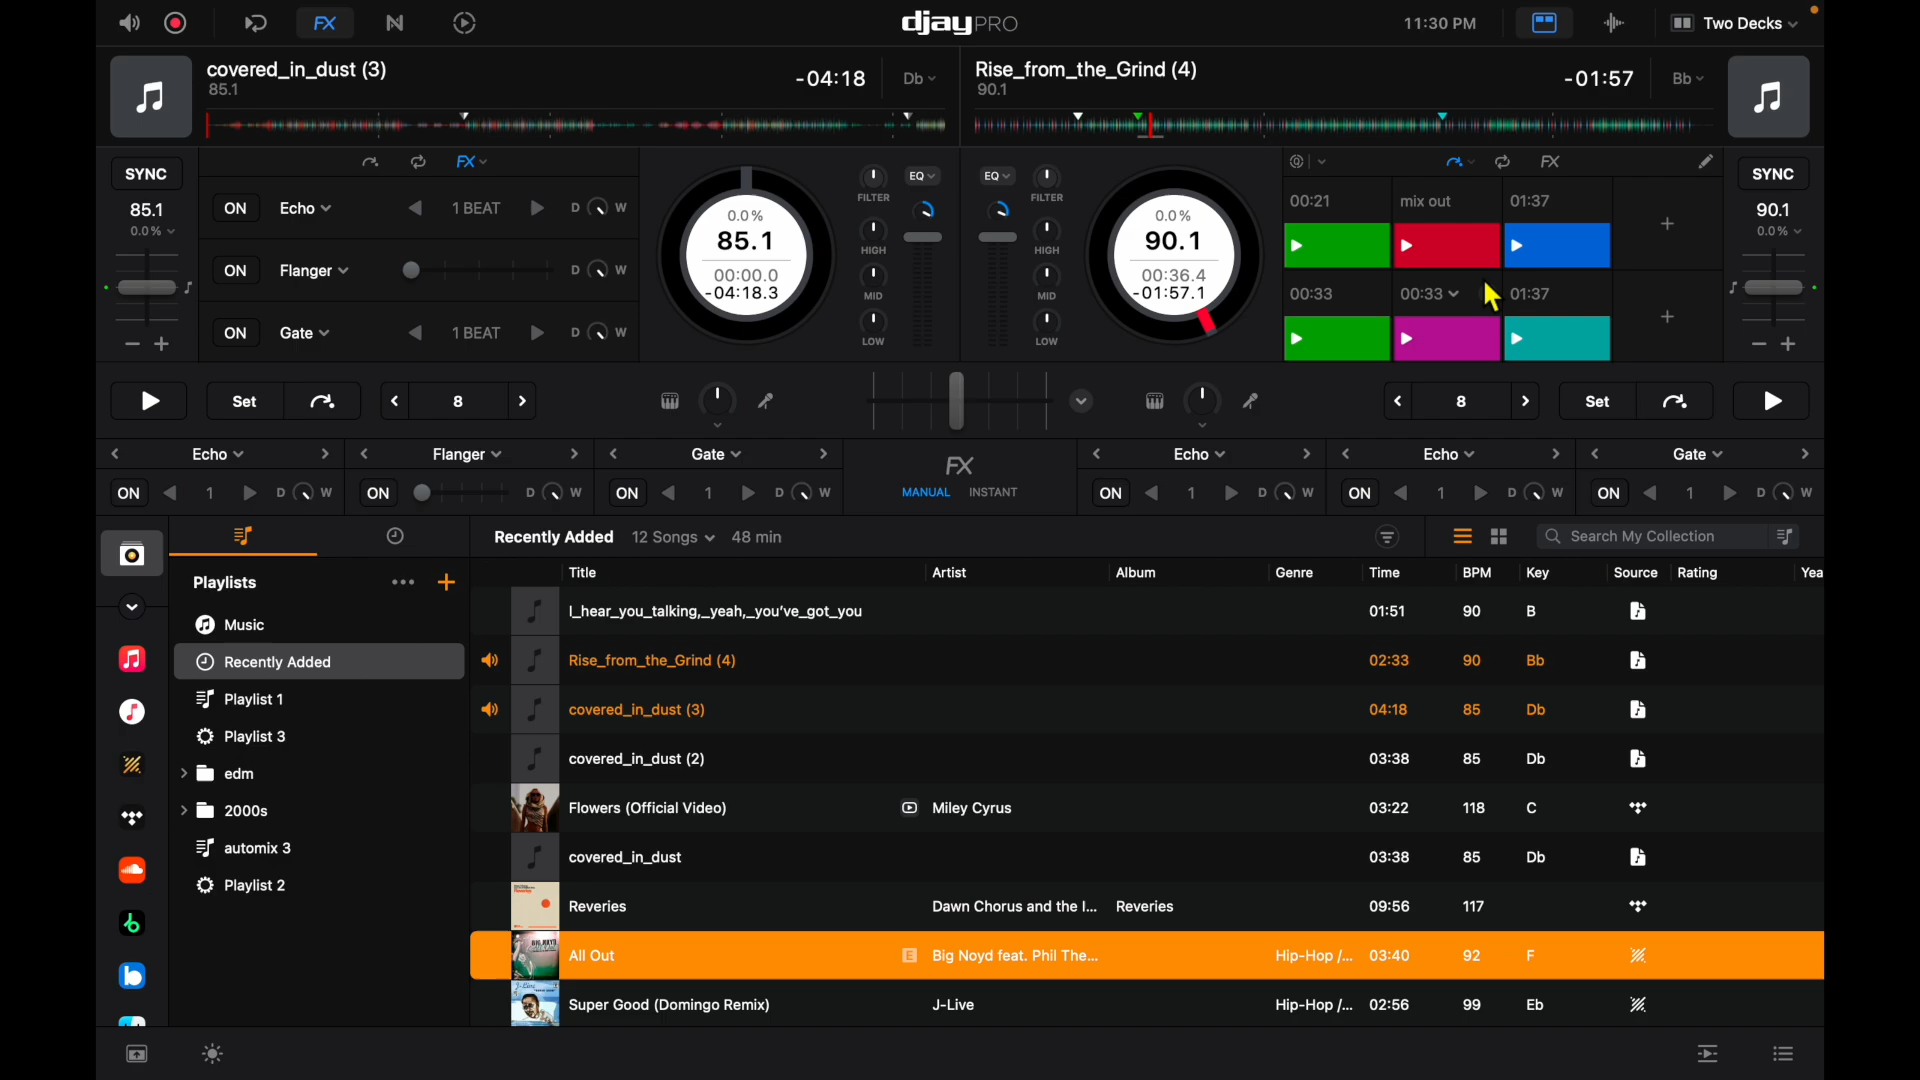 FX
djay PRO
11:30 PM
Two Decks
covered_in_dust (3)
85.1
-04:18
Db
Rise_from_the_Grind (4)
90.1
-01:57
Bb
SYNC
85.1
0.0%
FX
ON
Echo
1 BEAT
D
W
ON
Flanger
D
W
ON
Gate
1 BEAT
D
W
0.0%
85.1
00:00.0
-04:18.3
EQ
FILTER
HIGH
MID
LOW
EQ
FILTER
HIGH
MID
LOW
0.0%
90.1
00:36.4
-01:57.1
FX
00:21
mix out
01:37
00:33
00:33
01:37
SYNC
90.1
0.0%
Set
8
8
Set
Echo
Flanger
Gate
FX
MANUAL INSTANT
Echo
Echo
Gate
ON
1
D
W
ON
D
W
ON
1
D
W
ON
1
D
W
ON
1
D
W
ON
1
D
W
Recently Added 12 Songs 48 min
Search My Collection
Playlists
Music
Recently Added
Playlist 1
Playlist 3
edm
2000s
automix 3
Playlist 2
Title Artist Album Genre Time BPM Key Source Rating Yea
I_hear_you_talking,_yeah,_you've_got_you 01:51 90 B
Rise_from_the_Grind (4) 02:33 90 Bb
covered_in_dust (3) 04:18 85 Db
covered_in_dust (2) 03:38 85 Db
Flowers (Official Video) Miley Cyrus 03:22 118 C
covered_in_dust 03:38 85 Db
Reveries Dawn Chorus and the I... Reveries 09:56 117
All Out E Big Noyd feat. Phil The... Hip-Hop /... 03:40 92 F
Super Good (Domingo Remix) J-Live Hip-Hop /... 02:56 99 Eb